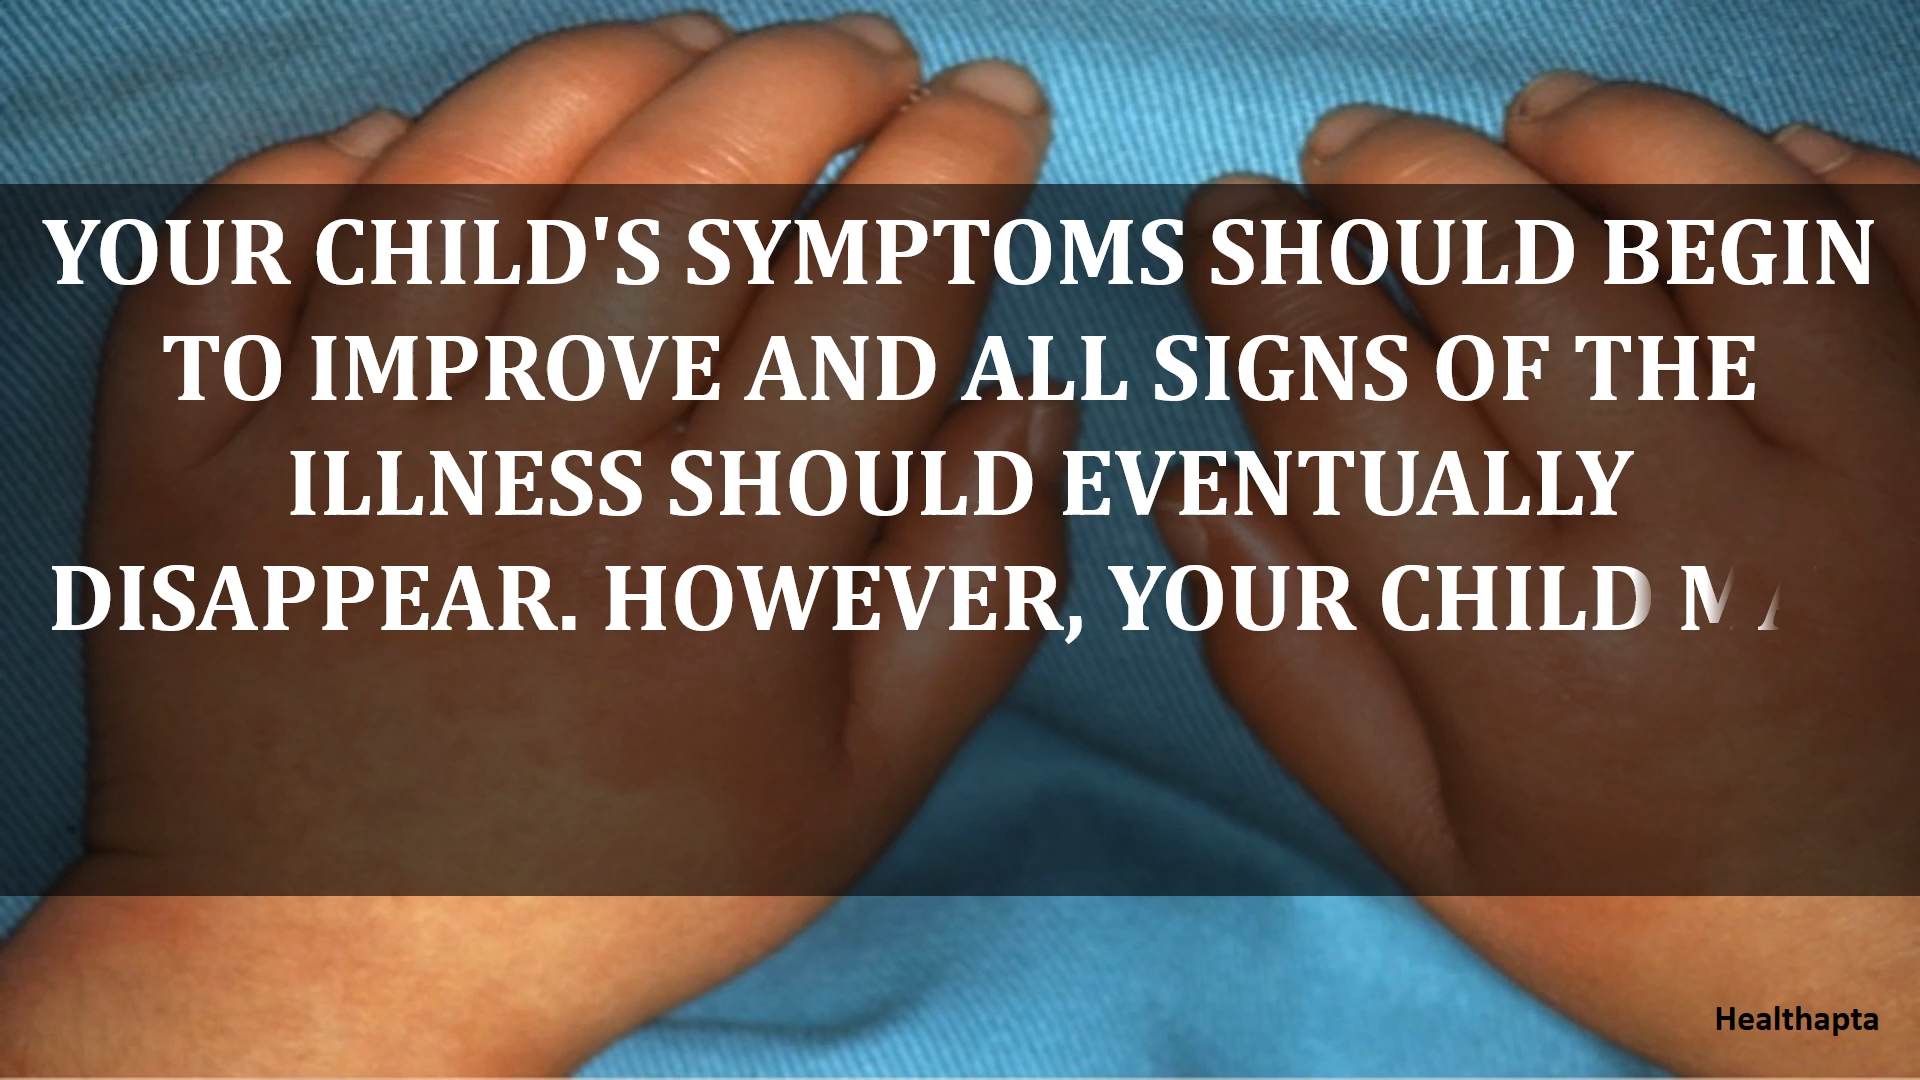 YOUR CHILD'S SYMPTOMS SHOULD BEGIN
TO IMPROVE AND ALL SIGNS OF THE
ILLNESS SHOULD EVENTUALLY
DISAPPEAR. HOWEVER, YOUR CHILD
Healthapta